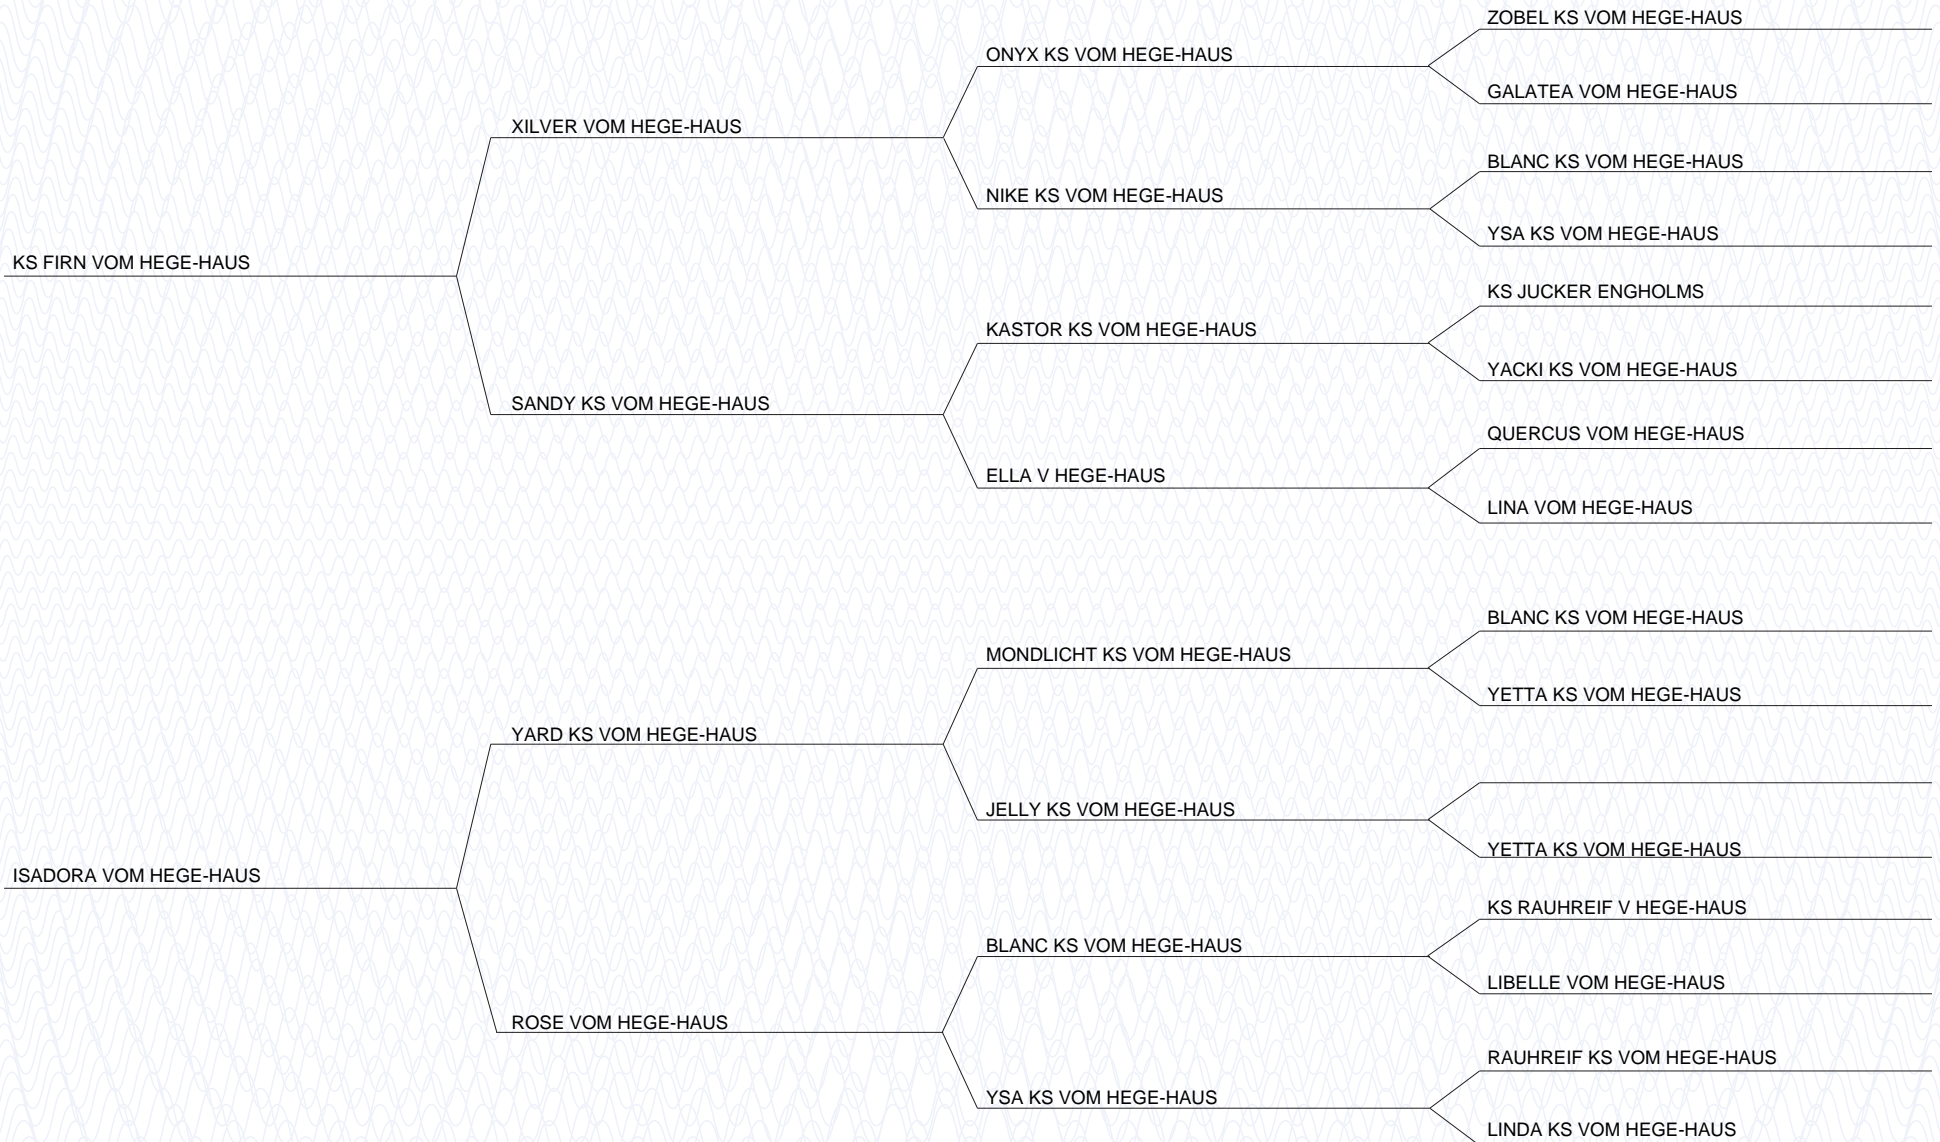 ZOBEL KS VOM HEGE-HAUS
ONYX KS VOM HEGE-HAUS
GALATEA VOM HEGE-HAUS
XILVER VOM HEGE-HAUS
BLANC KS VOM HEGE-HAUS
NIKE KS VOM HEGE-HAUS
YSA KS VOM HEGE-HAUS
KS FIRN VOM HEGE-HAUS
KS JUCKER ENGHOLMS
KASTOR KS VOM HEGE-HAUS
YACKI KS VOM HEGE-HAUS
SANDY KS VOM HEGE-HAUS
QUERCUS VOM HEGE-HAUS
ELLA V HEGE-HAUS
LINA VOM HEGE-HAUS
BLANC KS VOM HEGE-HAUS
MONDLICHT KS VOM HEGE-HAUS
YETTA KS VOM HEGE-HAUS
YARD KS VOM HEGE-HAUS
JELLY KS VOM HEGE-HAUS
YETTA KS VOM HEGE-HAUS
ISADORA VOM HEGE-HAUS
KS RAUHREIF V HEGE-HAUS
BLANC KS VOM HEGE-HAUS
LIBELLE VOM HEGE-HAUS
ROSE VOM HEGE-HAUS
RAUHREIF KS VOM HEGE-HAUS
YSA KS VOM HEGE-HAUS
LINDA KS VOM HEGE-HAUS